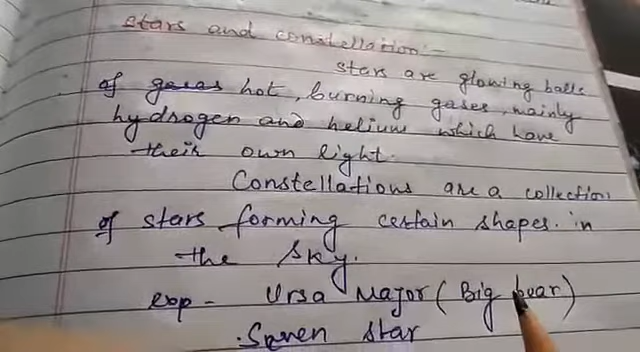 stars and constellation:-
stars are glowing balls
of gases hot, burning gases, mainly
hydrogen and helium which have
their own light.
Constellations are a collection
of stars forming certain shapes in
the sky.
exp - Ursa Major (Big bear)
Seven star